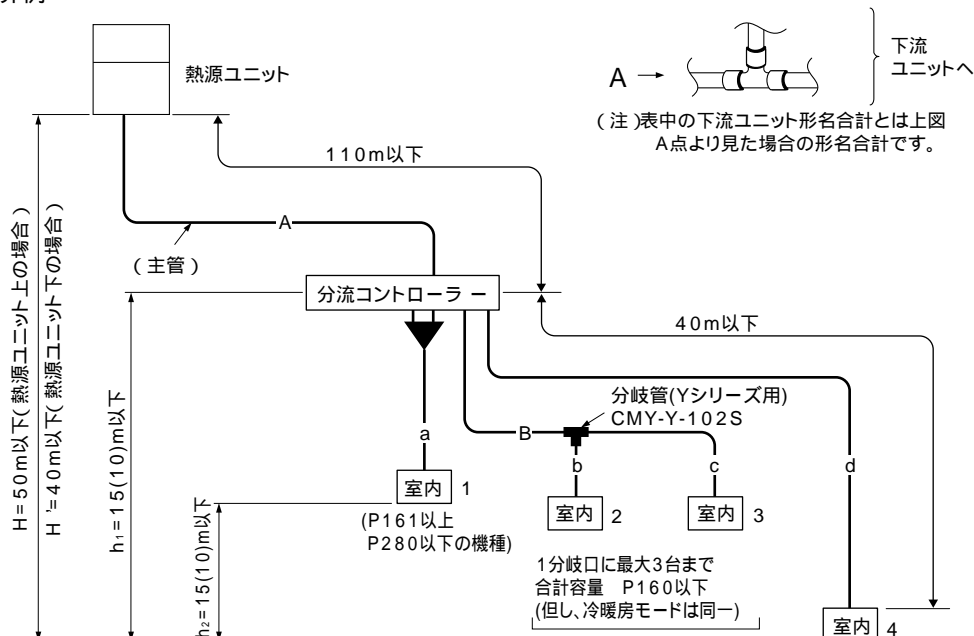 熱源ユニット
A
下流
ユニットへ
(注)表中の下流ユニット形名合計とは上図
A点より見た場合の形名合計です。
110m以下
A
(主管)
分流コントローラー
40m以下
H=50m以下(熱源ユニット上の場合)
H'=40m以下(熱源ユニット下の場合)
h₁=15(10)m以下
h₂=15(10)m以下
分岐管(Yシリーズ用)
CMY-Y-102S
a
B
b
c
d
室内 1
室内 2
室内 3
(P161以上
P280以下の機種)
1分岐口に最大3台まで
合計容量 P160以下
(但し、冷暖房モードは同一)
室内 4